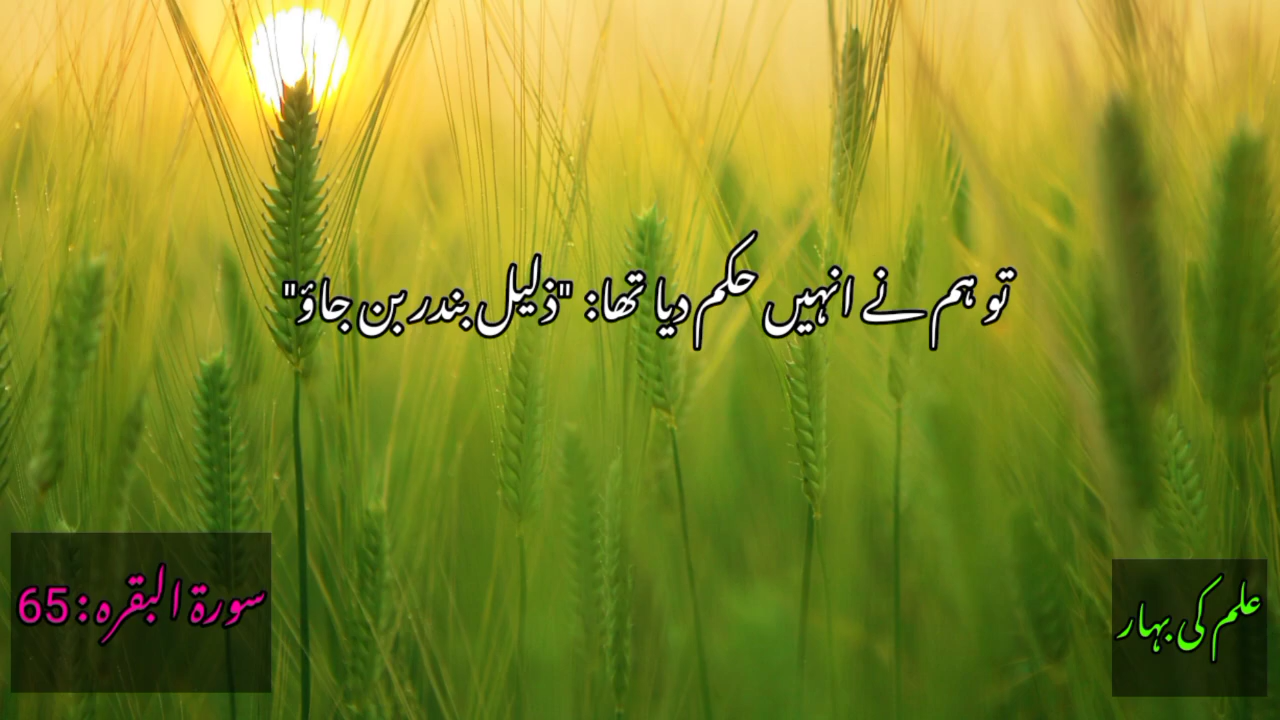 تو ہم نے انہیں حکم دیا تھا: "ذلیل بندر بن جاؤ"
سورۃ البقرہ: 65
علم کی بہار